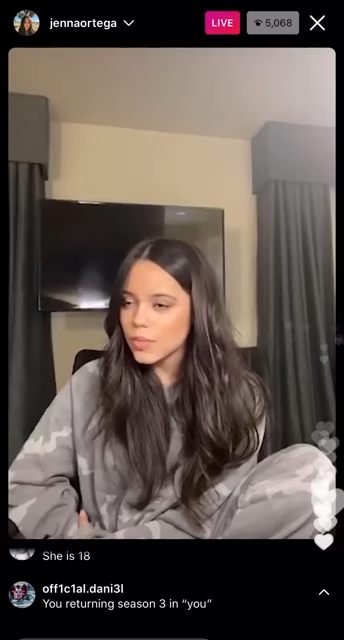 jennaortega
LIVE
5,068
She is 18
off1c1al.dani3l
You returning season 3 in “you”